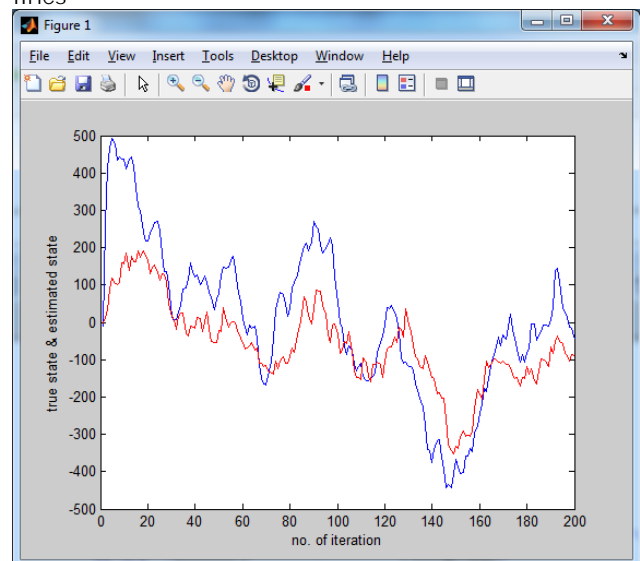 Figure 1
File Edit View Insert Tools Desktop Window Help
500
400
300
200
100
0
-100
-200
-300
-400
-500
true state & estimated state
0 20 40 60 80 100 120 140 160 180 200
no. of iteration